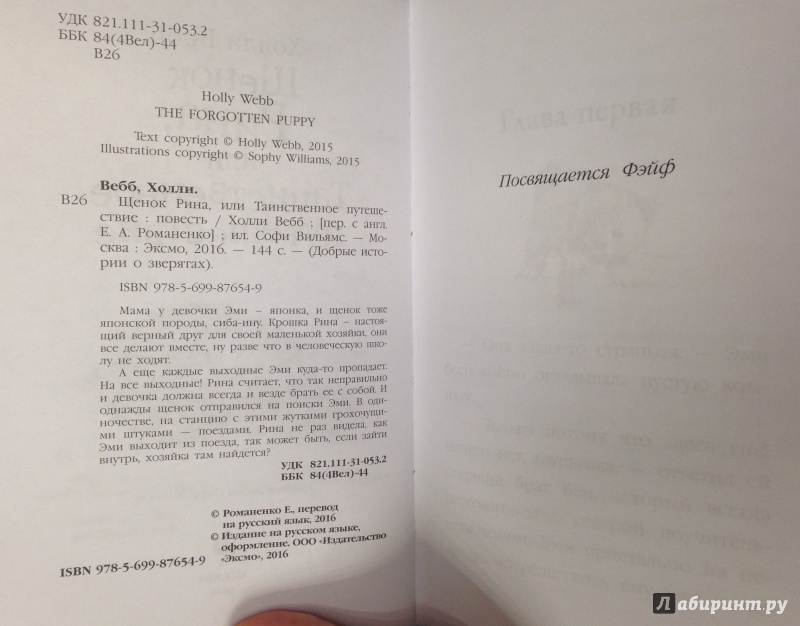 УДК 821.111-31-053.2
ББК 84(4Вел)-44
В26
Holly Webb
THE FORGOTTEN PUPPY
Text copyright © Holly Webb, 2015
Illustrations copyright © Sophy Williams, 2015
Вебб, Холли.
В26 Щенок Рина, или Таинственное путеше-
ствие : повесть / Холли Вебб ; [пер. с англ.
Е. А. Романенко] ; ил. Софи Вильямс. — Мо-
сква : Эксмо, 2016. — 144 с. — (Добрые исто-
рии о зверятах).
ISBN 978-5-699-87654-9
Мама у девочки Эми – японка, и щенок тоже
японской породы, сиба-ину. Крошка Рина – настоя-
щий верный друг для своей маленькой хозяйки, они
все делают вместе, ну разве что в человеческую шко-
лу не ходят.
А еще каждые выходные Эми куда-то пропадает.
На все выходные! Рина считает, что так неправильно
и девочка должна всегда и везде брать ее с собой. И
однажды щенок отправился на поиски Эми. В оди-
ночестве, на станцию с этими жуткими грохочущи-
ми штуками — поездами. Рина не раз видела, как
Эми выходит из поезда, так может быть, если зайти
внутрь, хозяйка там найдется?
УДК 821.111-31-053.2
ББК 84(4Вел)-44
© Романенко Е., перевод
на русский язык, 2016
© Издание на русском языке,
оформление. ООО «Издательство
«Эксмо», 2016
ISBN 978-5-699-87654-9
Глава первая
Посвящается Фэйф
Лабиринт.ру